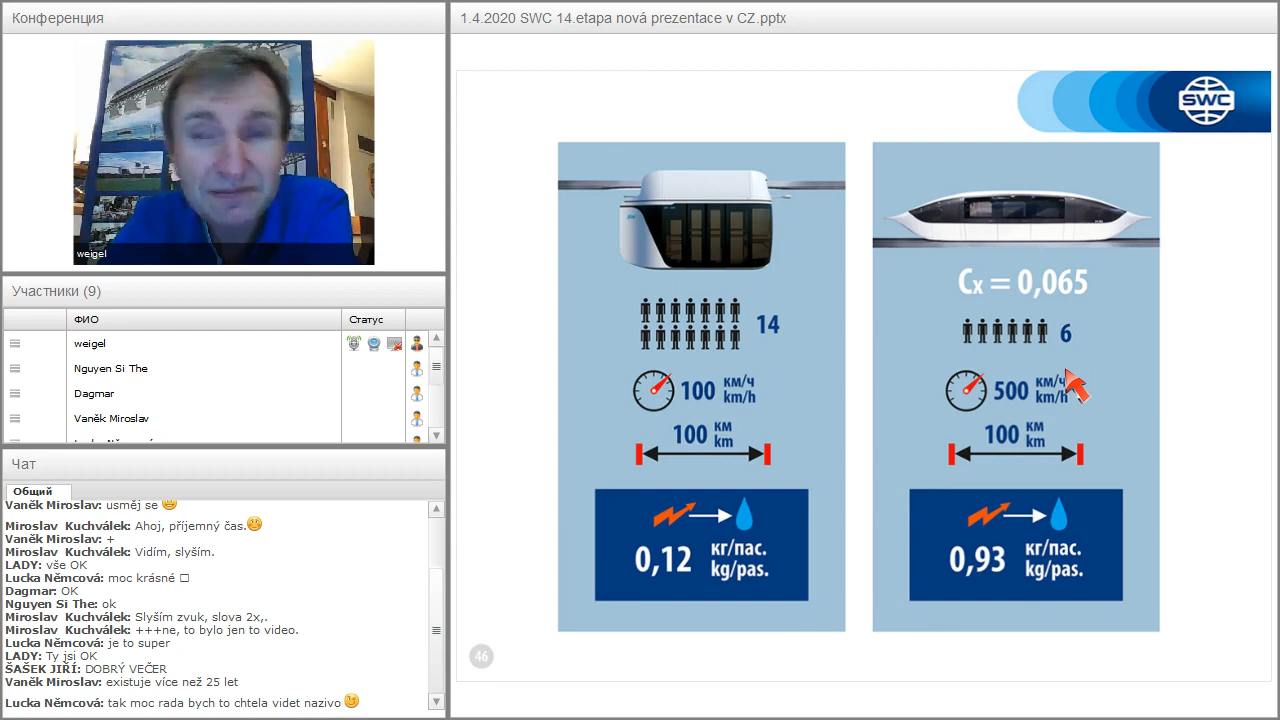 Конференция
weigel
Участники (9)
ФИО
Статус
weigel
Nguyen Si The
Dagmar
Vaněk Miroslav
Чат
Общий
Vaněk Miroslav: usměj se
Miroslav Kuchválek: Ahoj, příjemný čas.
Vaněk Miroslav: +
Miroslav Kuchválek: Vidím, slyším.
LADY: vše OK
Lucka Němcová: moc krásné □
Dagmar: OK
Nguyen Si The: ok
Miroslav Kuchválek: Slyším zvuk, slova 2x,.
Miroslav Kuchválek: +++ne, to bylo jen to video.
Lucka Němcová: je to super
LADY: Ty jsi OK
ŠAŠEK JIŘÍ: DOBRÝ VEČER
Vaněk Miroslav: existuje více než 25 let
Lucka Němcová: tak moc rada bych to chtela videt nazivo
1.4.2020 SWC 14.etapa nová prezentace v CZ.pptx
SWC
14
100 км/ч km/h
100 км km
0,12 кг/пас. kg/pas.
Cx = 0,065
6
500 км/ч km/h
100 км km
0,93 кг/пас. kg/pas.
46